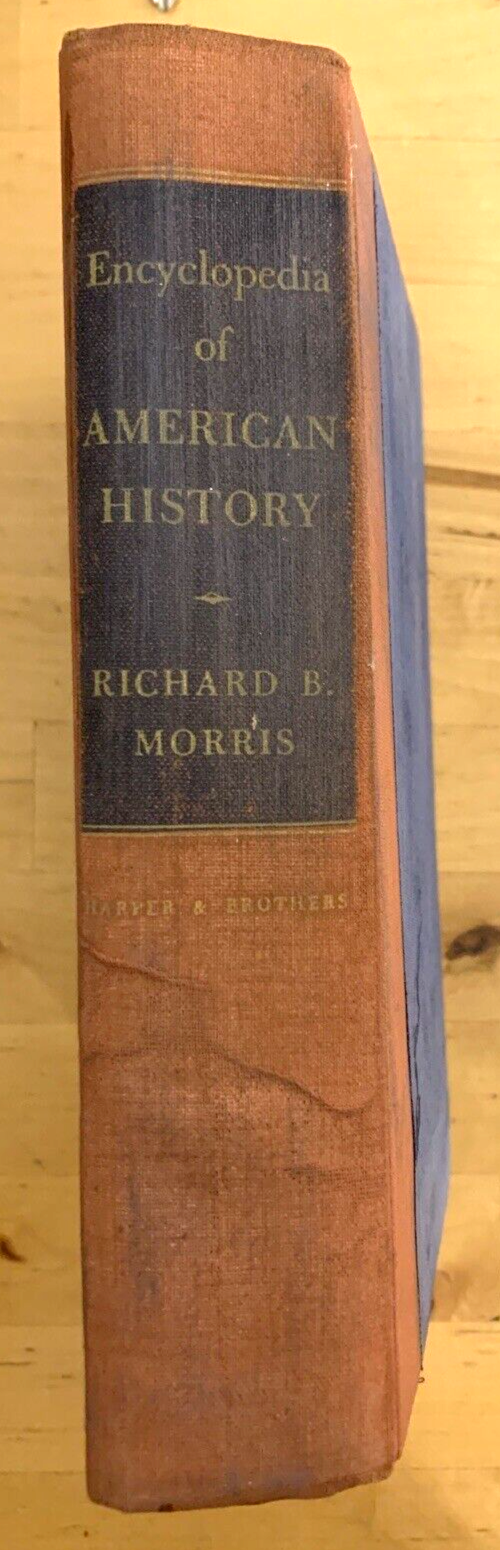 Encyclopedia
of
AMERICAN
HISTORY
RICHARD B.
MORRIS
HARPER & BROTHERS